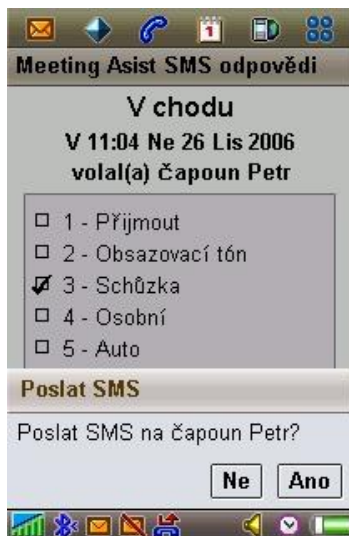 1
Meeting Asist SMS odpovědi
V chodu
V 11:04 Ne 26 Lis 2006
volal(a) čapoun Petr
1 - Přijmout
2 - Obsazovací tón
3 - Schůzka
4 - Osobní
5 - Auto
Poslat SMS
Poslat SMS na čapoun Petr?
Ne Ano